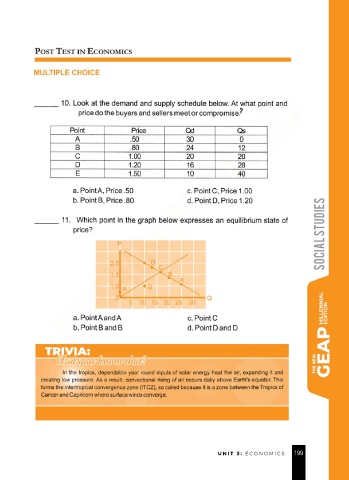 POST TEST IN ECONOMICS
MULTIPLE CHOICE
______ 10. Look at the demand and supply schedule below. At what point and
price do the buyers and sellers meet or compromise?
Point Price Qd Qs
A .50 30 0
B .80 24 12
C 1.00 20 20
D 1.20 16 28
E 1.50 10 40
a. Point A, Price .50 c. Point C, Price 1.00
b. Point B, Price .80 d. Point D, Price 1.20
______ 11. Which point in the graph below expresses an equilibrium state of
price?
P
Q
5 10 15 20 25 30
a. Point A and A c. Point C
b. Point B and B d. Point D and D
TRIVIA:
In the tropics, dependable year round inputs of solar energy heat the air, expanding it and
creating low pressure. As a result, convectional rising of air occurs daily above Earth's equator. This
forms the intertropical convergence zone (ITCZ), so called because it is a zone between the Tropics of
Cancer and Capricorn where surface winds converge.
SOCIAL STUDIES
THE NEW GEAP MILLENNIAL EDITION
UNIT 3: ECONOMICS 199